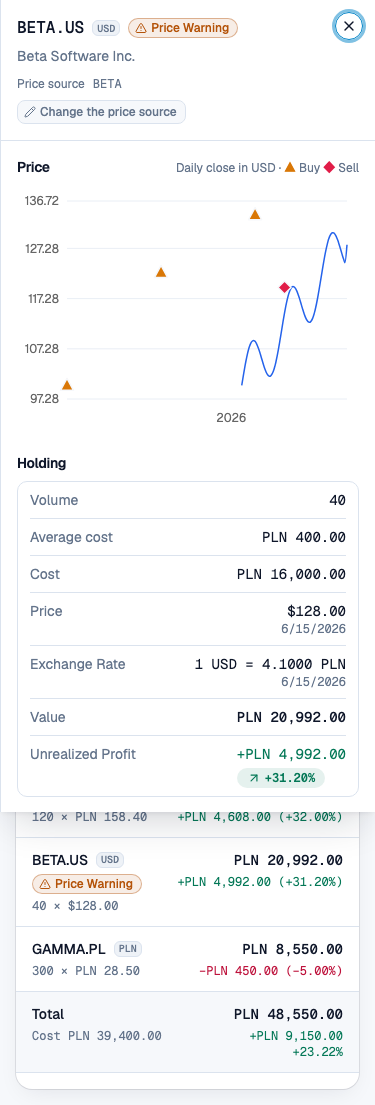 BETA.US USD Price Warning
Beta Software Inc.
Price source BETA
Change the price source
Price Daily close in USD · Buy Sell
136.72
127.28
117.28
107.28
97.28
2026
Holding
Volume 40
Average cost PLN 400.00
Cost PLN 16,000.00
Price $128.00
6/15/2026
Exchange Rate 1 USD = 4.1000 PLN
6/15/2026
Value PLN 20,992.00
Unrealized Profit +PLN 4,992.00
+31.20%
120 × PLN 158.40 +PLN 4,608.00 (+32.00%)
BETA.US USD PLN 20,992.00
Price Warning +PLN 4,992.00 (+31.20%)
40 × $128.00
GAMMA.PL PLN PLN 8,550.00
300 × PLN 28.50 −PLN 450.00 (−5.00%)
Total PLN 48,550.00
Cost PLN 39,400.00 +PLN 9,150.00
+23.22%